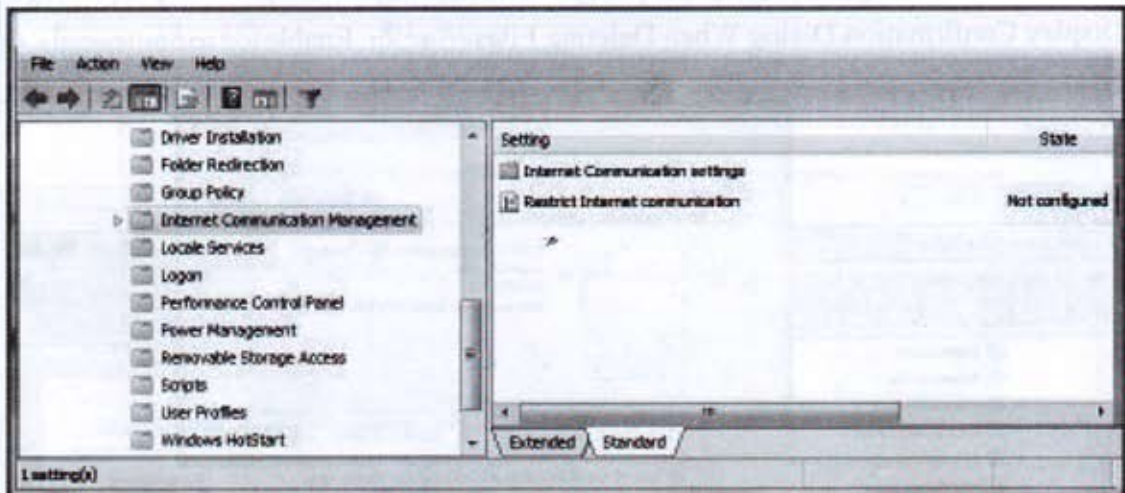 File Action View Help
Driver Installation
Folder Redirection
Group Policy
Internet Communication Management
Locale Services
Logon
Performance Control Panel
Power Management
Removable Storage Access
Scripts
User Profiles
Windows HotStart
Setting State
Internet Communication settings
Restrict Internet communication Not configured
Extended Standard
1 setting(s)